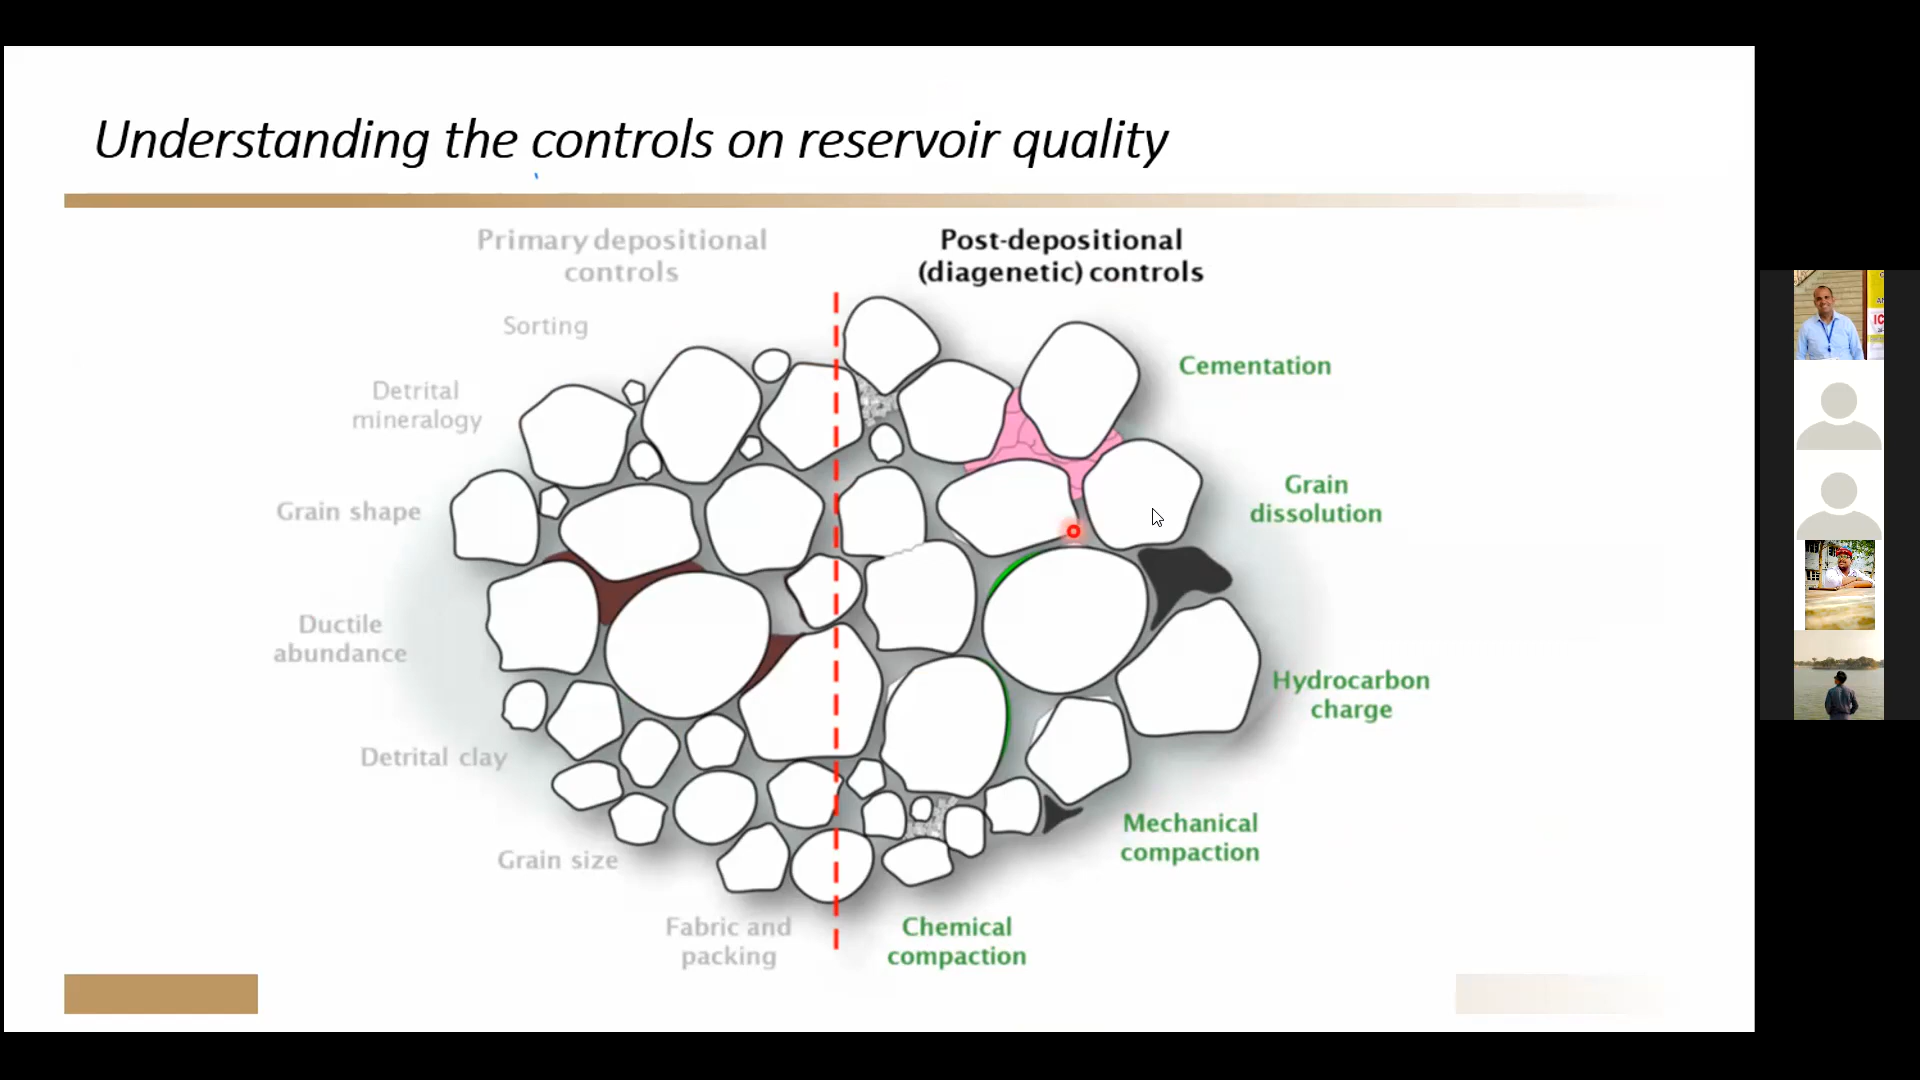 Understanding the controls on reservoir quality
Primary depositional
controls
Post-depositional
(diagenetic) controls
Sorting
Cementation
Detrital
mineralogy
Grain
dissolution
Grain shape
Ductile
abundance
Hydrocarbon
charge
Detrital clay
Mechanical
compaction
Grain size
Fabric and
packing
Chemical
compaction
IC